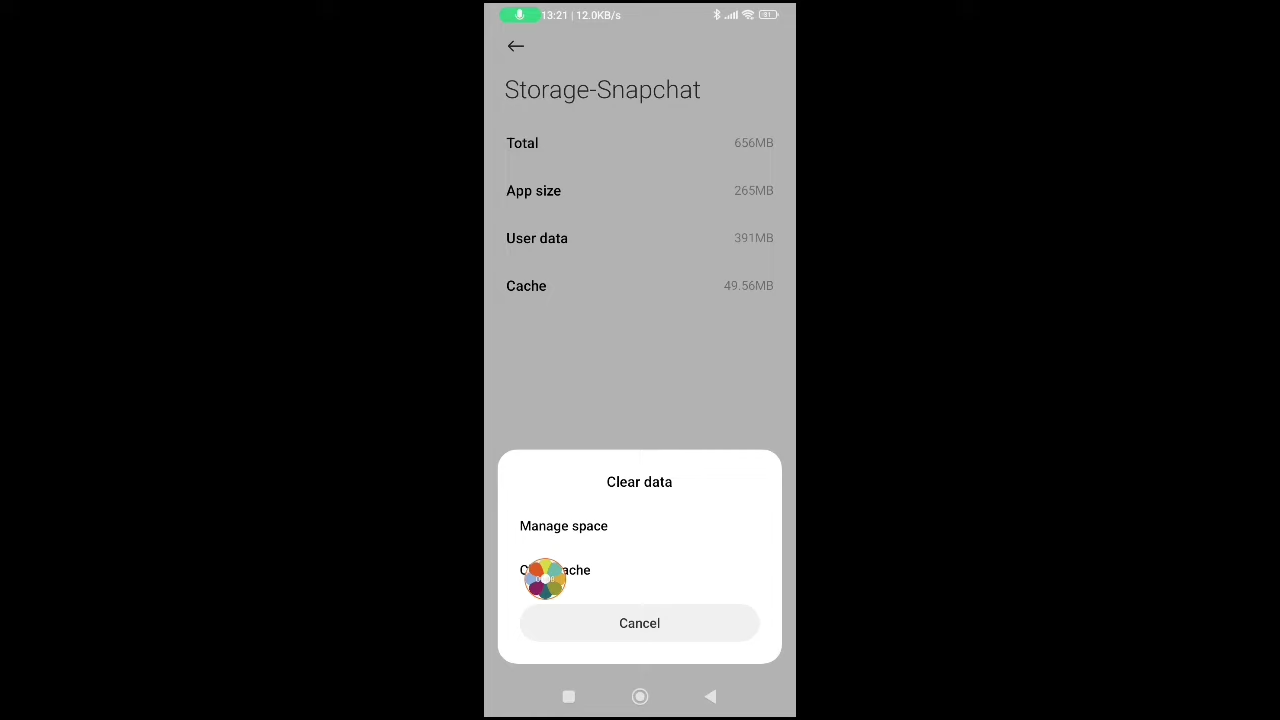 13:21 | 12.0KB/s 81
Storage-Snapchat
Total 656MB
App size 265MB
User data 391MB
Cache 49.56MB
Clear data
Manage space
Cancel